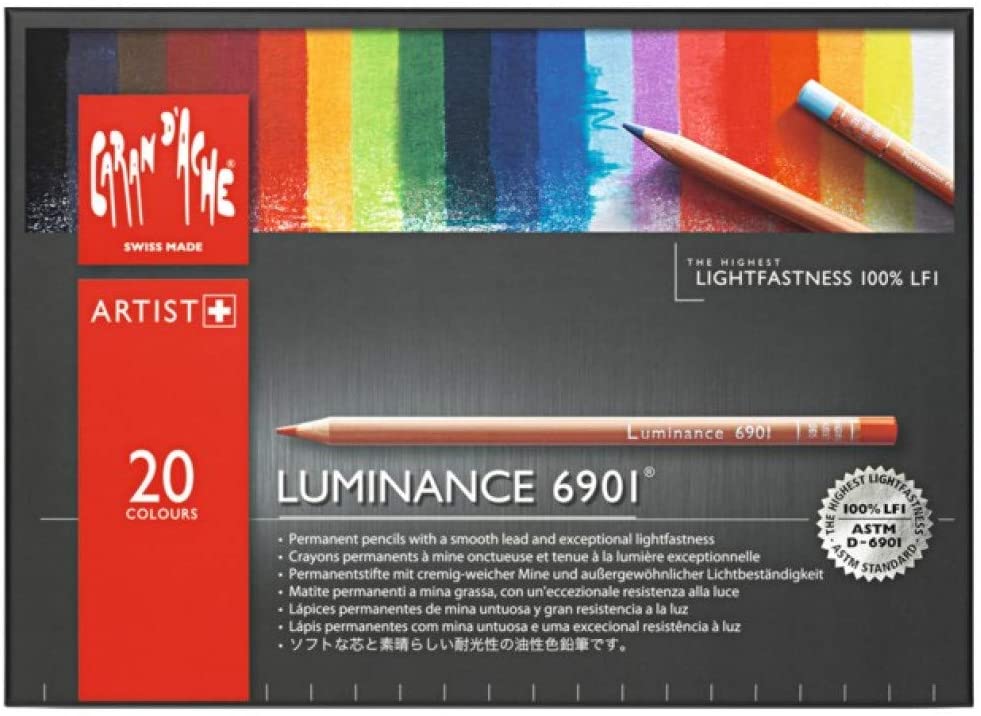 CARAN D'ACHE®
SWISS MADE
THE HIGHEST
LIGHTFASTNESS 100% LFI
ARTIST
20
COLOURS
Luminance 6901
LUMINANCE 6901®
• Permanent pencils with a smooth lead and exceptional lightfastness
• Crayons permanents à mine onctueuse et tenue à la lumière exceptionnelle
• Permanentstifte mit cremig-weicher Mine und außergewöhnlicher Lichtbeständigkeit
• Matite permanenti a mina grassa, con un'eccezionale resistenza alla luce
• Lápices permanentes de mina untuosa y gran resistencia a la luz
• Lápis permanentes com mina untuosa e uma excecional resistência à luz
• ソフトな芯と素晴らしい耐光性の油性色鉛筆です。
THE HIGHEST LIGHTFASTNESS
100% LFI
ASTM
D-6901
ASTM STANDARD